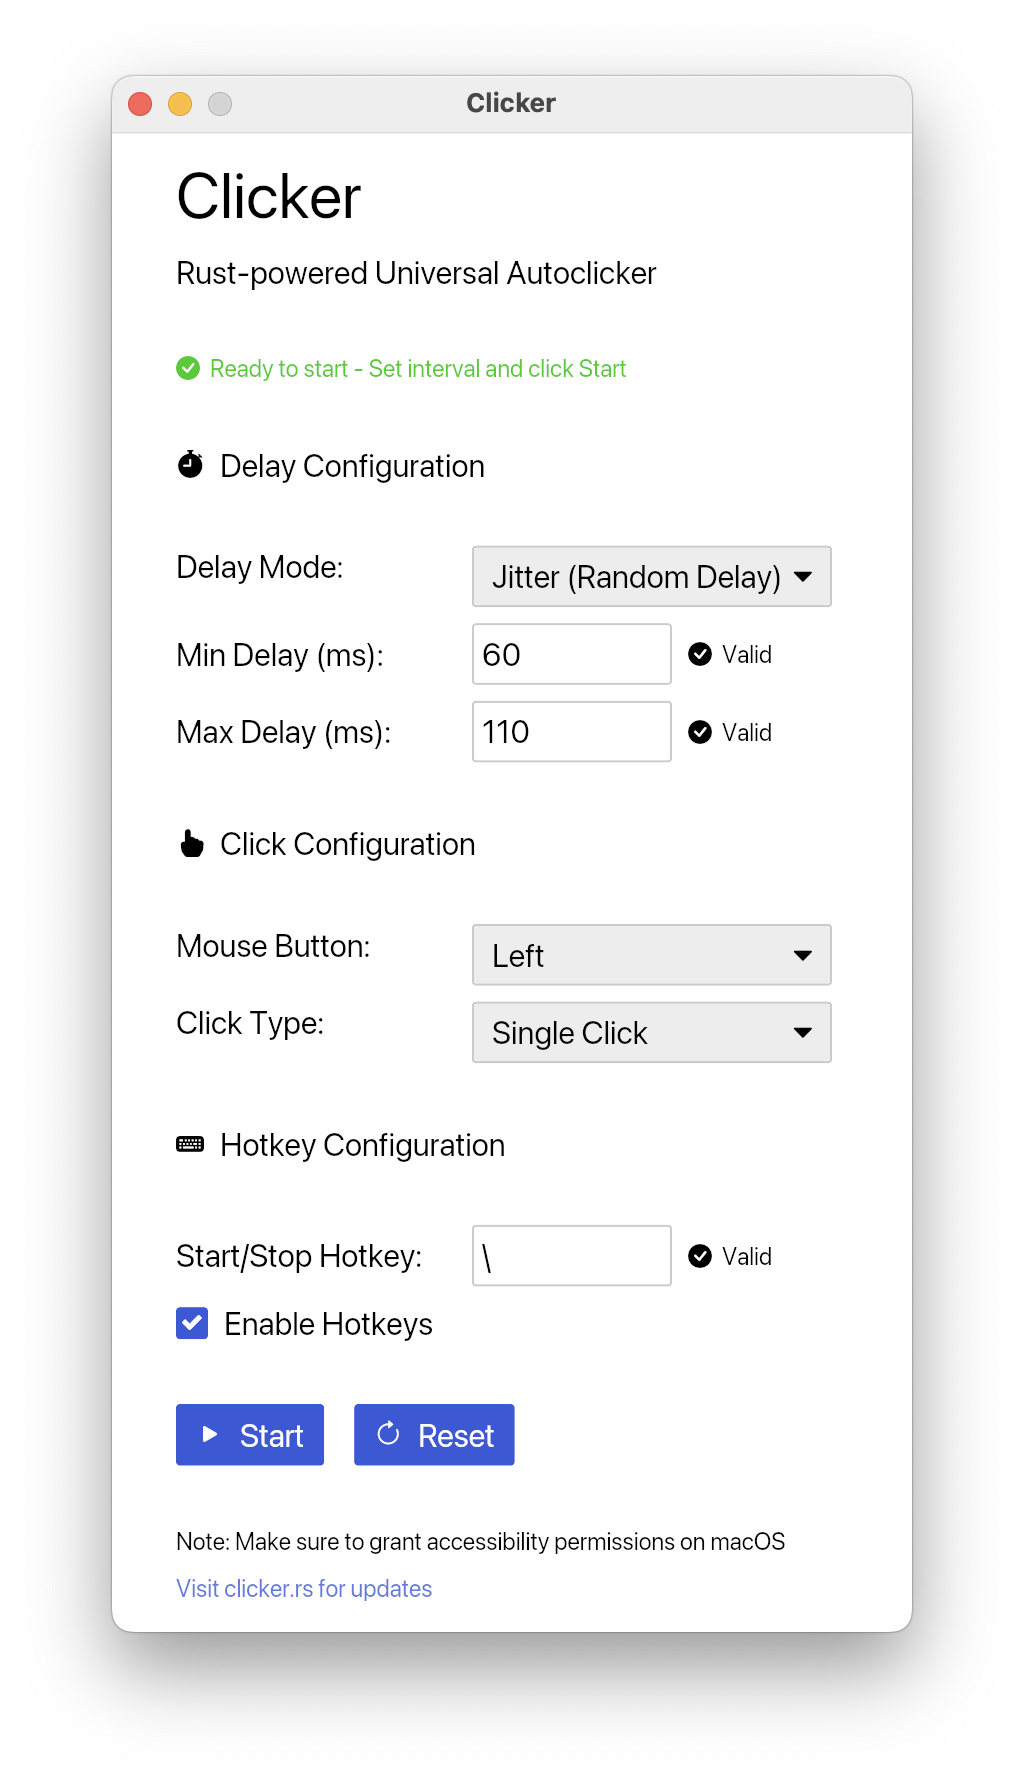 Clicker
Clicker
Rust-powered Universal Autoclicker
Ready to start - Set interval and click Start
Delay Configuration
Delay Mode: Jitter (Random Delay)
Min Delay (ms): 60 Valid
Max Delay (ms): 110 Valid
Click Configuration
Mouse Button: Left
Click Type: Single Click
Hotkey Configuration
Start/Stop Hotkey: \ Valid
Enable Hotkeys
Start Reset
Note: Make sure to grant accessibility permissions on macOS
Visit clicker.rs for updates